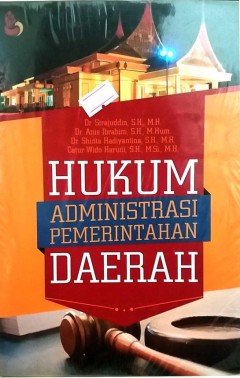 Dr Sirajuddin, S.H., M.H.
Dr. Anis Ibrahim, S.H., M.Hum
Dr. Shinta Hadiyantina, S.H., M.H.
Catur Wido Haruni S.H., M.Si., M.H.
HUKUM
ADMINISTRASI
PEMERINTAHAN
DAERAH